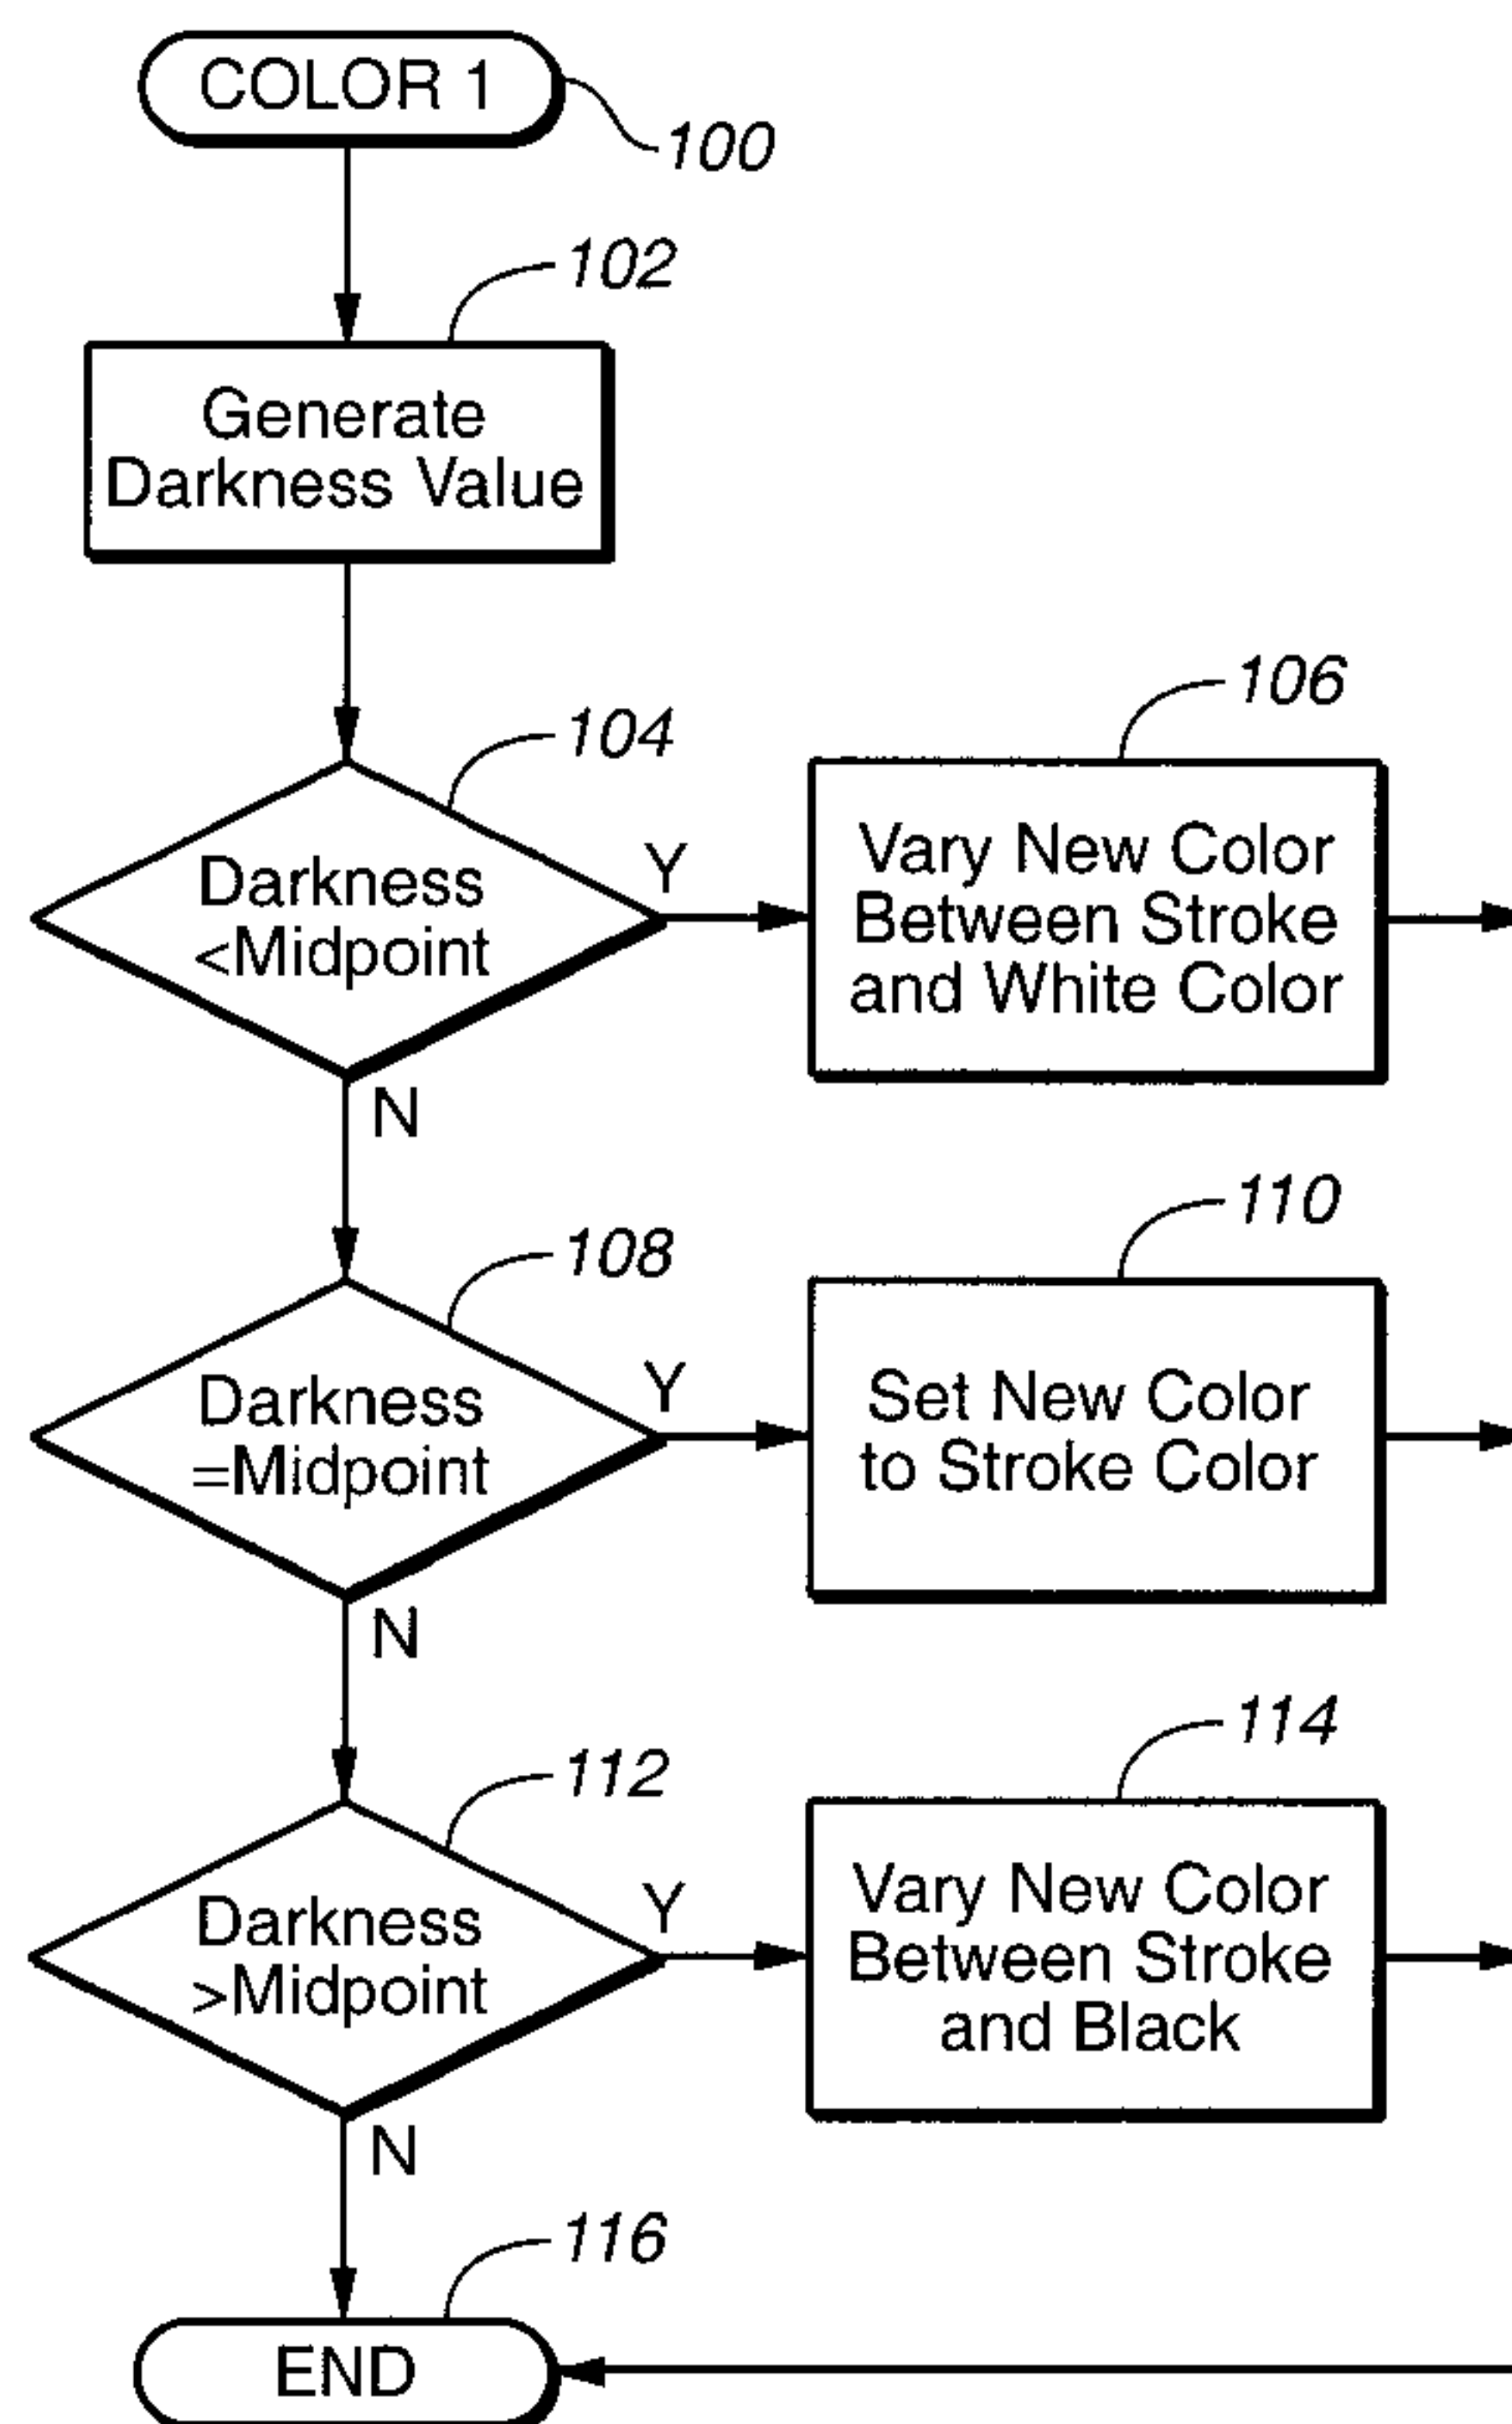 COLOR 1
100
102
Generate
Darkness Value
104
Darkness
<Midpoint
Y
N
106
Vary New Color
Between Stroke
and White Color
108
Darkness
=Midpoint
Y
N
110
Set New Color
to Stroke Color
112
Darkness
>Midpoint
Y
N
114
Vary New Color
Between Stroke
and Black
116
END